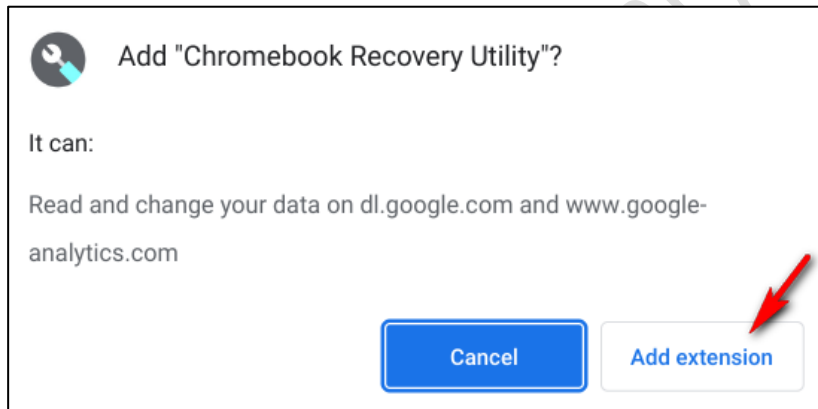 Add "Chromebook Recovery Utility"?
It can:
Read and change your data on dl.google.com and www.google-
analytics.com
Cancel
Add extension